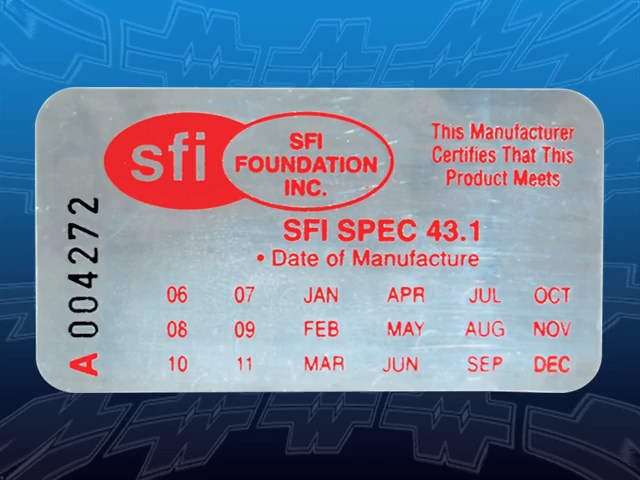 sfi
SFI
FOUNDATION
INC.
This Manufacturer
Certifies That This
Product Meets
SFI SPEC 43.1
• Date of Manufacture
06 07 JAN APR JUL OCT
08 09 FEB MAY AUG NOV
10 11 MAR JUN SEP DEC
A 004272